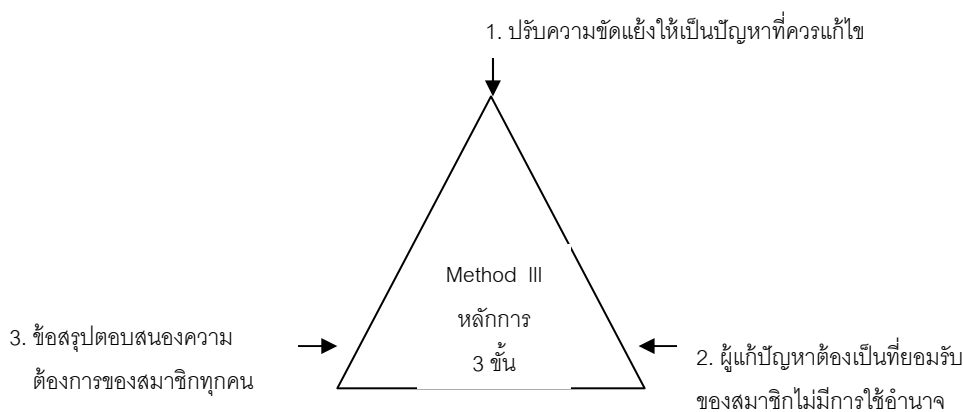 1. ปรับความขัดแย้งให้เป็นปัญหาที่ควรแก้ไข
Method III
หลักการ
3 ขั้น
3. ข้อสรุปตอบสนองความ
ต้องการของสมาชิกทุกคน
2. ผู้แก้ปัญหาต้องเป็นที่ยอมรับ
ของสมาชิกไม่มีการใช้อำนาจ